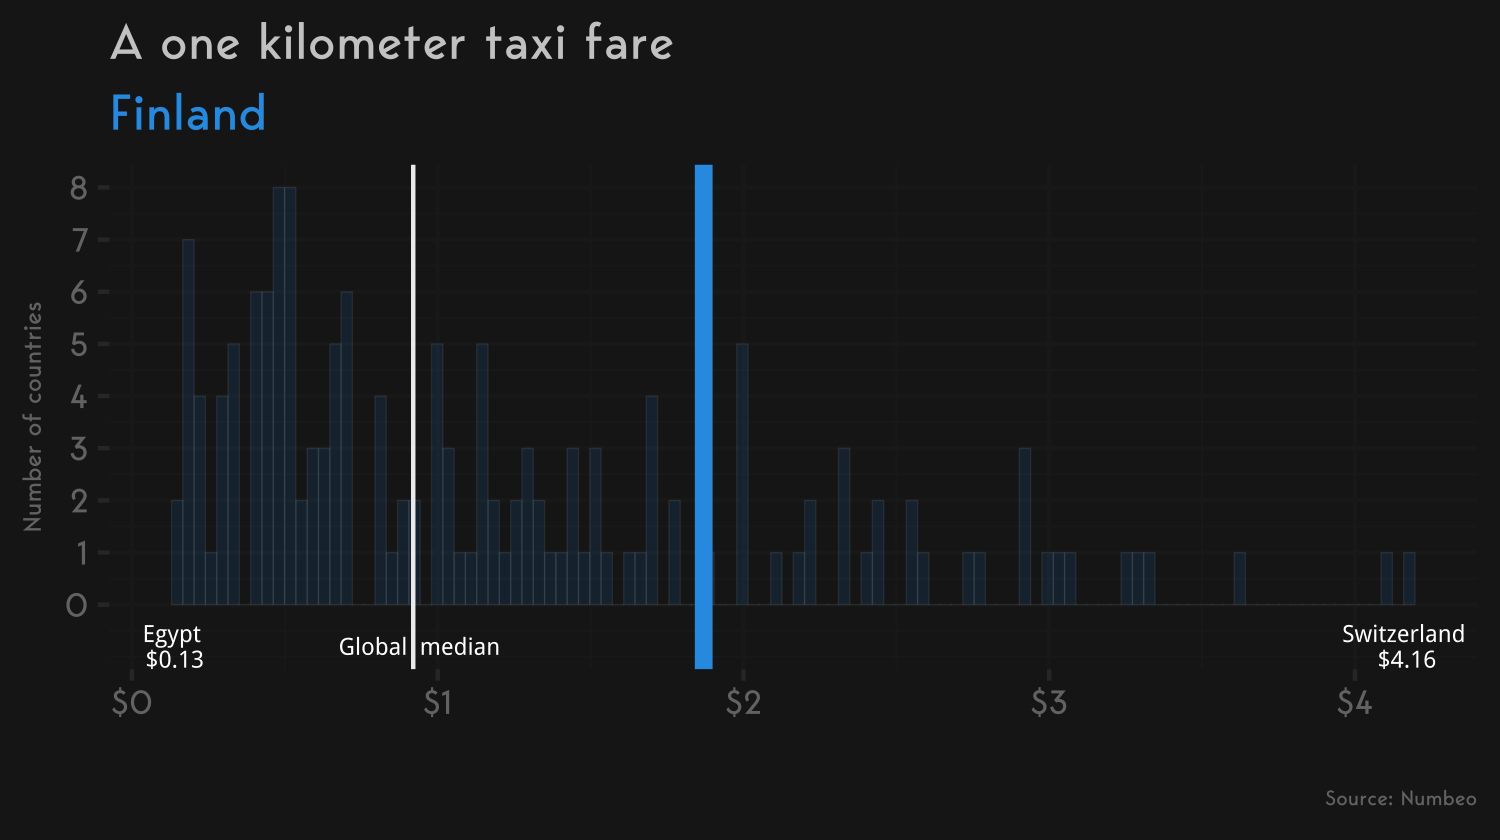 A one kilometer taxi fare
Finland
Number of countries
8
7
6
5
4
3
2
1
0
Egypt
$0.13
Global median
Switzerland
$4.16
$0
$1
$2
$3
$4
Source: Numbeo